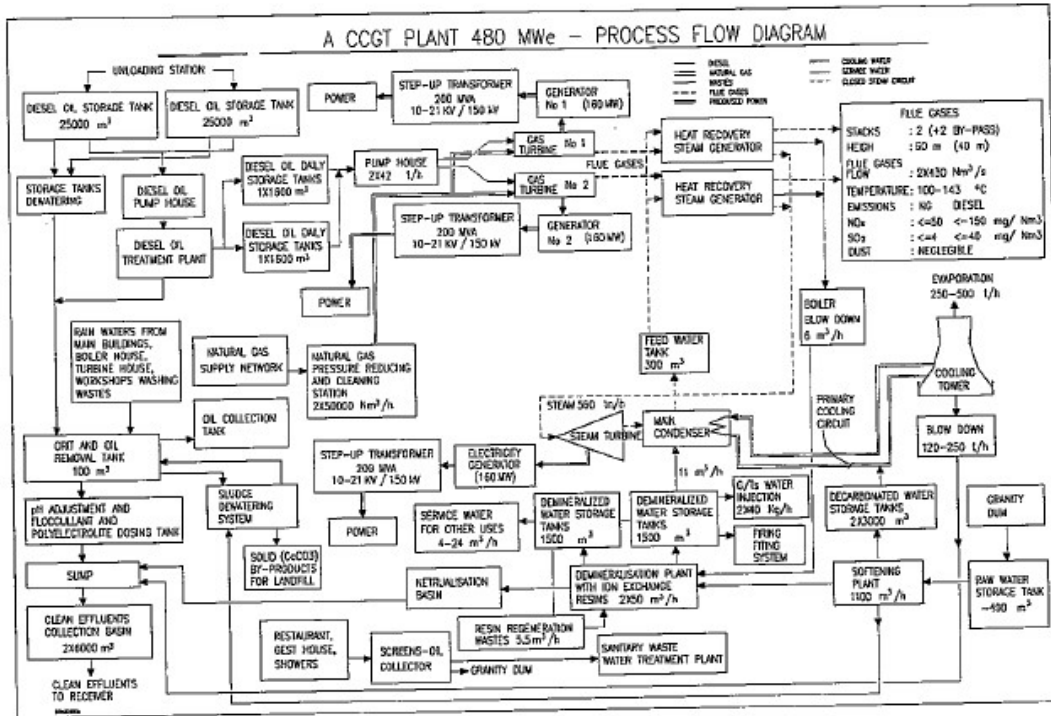 A CCGT PLANT 480 MWe – PROCESS FLOW DIAGRAM
DIESEL
NATURAL GAS
WASTES
FLUE GASES
PRODUSED POWER
COOLING WATER
SERVICE WATER
CLOSED STEAM CIRCUIT
UNLOADING STATION
DIESEL OIL STORAGE TANK
25000 m³
DIESEL OIL STORAGE TANK
25000 m³
STORAGE TANKS
DEWATERING
DIESEL OIL
PUMP HOUSE
DIESEL OIL
TREATMENT PLANT
DIESEL OIL DAILY
STORAGE TANKS
1X1600 m³
DIESEL OIL DAILY
STORAGE TANKS
1X1600 m³
POWER
STEP-UP TRANSFORMER
200 MVA
10-21 KV / 150 kV
GENERATOR
No 1 (160 MW)
PUMP HOUSE
2X42 t/h
GAS
TURBINE No 1
FLUE GASES
GAS
TURBINE No 2
STEP-UP TRANSFORMER
200 MVA
10-21 KV / 150 kV
GENERATOR
No 2 (160 MW)
POWER
HEAT RECOVERY
STEAM GENERATOR
HEAT RECOVERY
STEAM GENERATOR
FLUE GASES
STACKS : 2 (+2 BY-PASS)
HEIGH : 60 m (40 m)
FLUE GASES
FLOW : 2X430 Nm³/s
TEMPERATURE: 100-143 ºC
EMISSIONS : NG DIESEL
NOx : <=50 <-150 mg/ Nm3
SO₂ : <=4 <=40 mg/ Nm3
DUST : NEGLEGIBLE
EVAPORATION
250-500 t/h
COOLING
TOWER
BLOW DOWN
120-250 t/h
BOILER
BLOW DOWN
6 m³/h
FEED WATER
TANK
300 m³
RAIN WATERS FROM
MAIN BUILDINGS,
BOILER HOUSE,
TURBINE HOUSE,
WORKSHOPS WASHING
WASTES
NATURAL GAS
SUPPLY NETWORK
NATURAL GAS
PRESSURE REDUCING
AND CLEANING
STATION
2X50000 Nm³/h
OIL COLLECTION
TANK
GRIT AND OIL
REMOVAL TANK
100 m³
STEAM 560 tn/h
STEAM TURBINE
MAIN
CONDENSER
PRIMARY
COOLING
CIRCUIT
STEP-UP TRANSFORMER
200 MVA
10-21 KV / 150 kV
ELECTRICITY
GENERATOR
(160 MW)
POWER
11 m³/h
G/Ts WATER
INJECTION
2X40 Kg/h
DECARBONATED WATER
STORAGE TANKS
2X3000 m³
GRANITY
DUM
pH ADJUSTMENT AND
FLOCCULLANT AND
POLYELECTROLITE DOSING TANK
SLUDGE
DEWATERING
SYSTEM
SOLID (CcCO3)
BY-PRODUCTS
FOR LANDFILL
SERVICE WATER
FOR OTHER USES
4-24 m³/h
DEMINERALIZED
WATER STORAGE
TANKS
1500 m³
DEMINERALIZED
WATER STORAGE
TANKS
1500 m³
FIRING
FITING
SYSTEM
SUMP
NETRIALISATION
BASIN
DEMINERALISATION PLANT
WITH ION EXCHANGE
RESINS 2X50 m³/h
SOFTENING
PLANT
1100 m³/h
RAW WATER
STORAGE TANK
CLEAN EFFLUENTS
COLLECTION BASIN
2X6000 m³
CLEAN EFFLUENTS
TO RECEIVER
RESIN REGENERATION
WASTES 5.5m³/h
RESTAURANT,
GEST HOUSE,
SHOWERS
SCREENS-OIL
COLLECTOR
GRANITY DUM
SANITARY WASTE
WATER TREATMENT PLANT